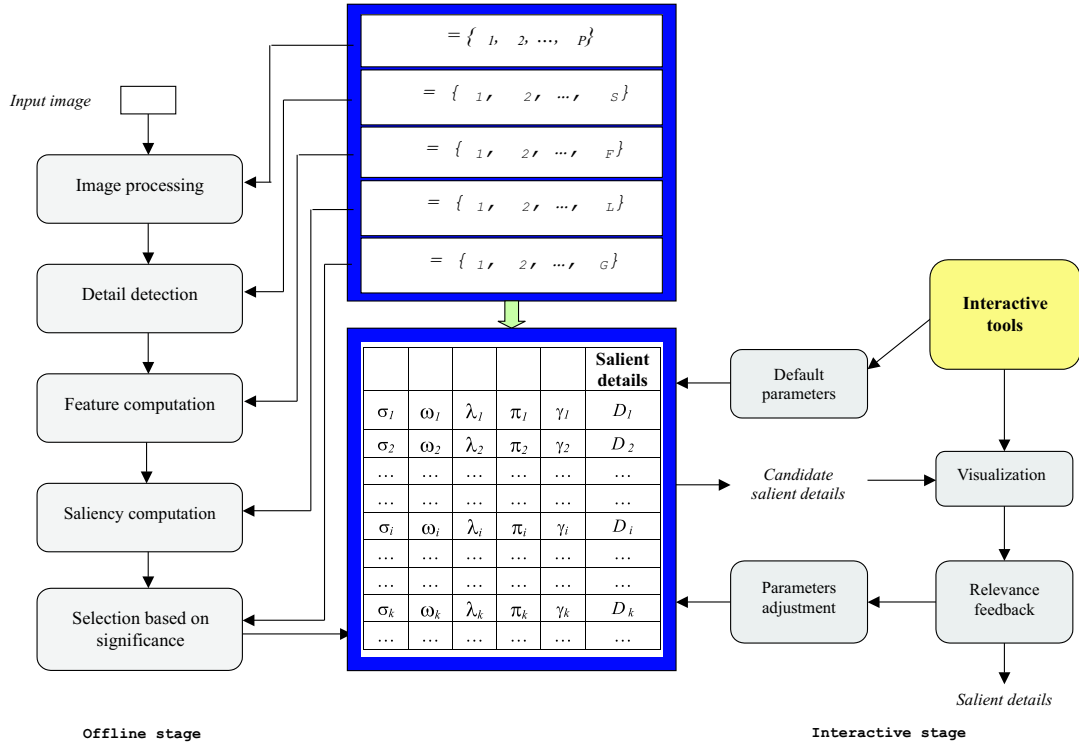 = { 1, 2, ..., P}
= { 1, 2, ..., S}
= { 1, 2, ..., F}
= { 1, 2, ..., L}
= { 1, 2, ..., G}
Input image
Image processing
Detail detection
Feature computation
Saliency computation
Selection based on
significance
Salient
details
σ1 ω1 λ1 π1 γ1 D1
σ2 ω2 λ2 π2 γ2 D2
... ... ... ... ... ...
... ... ... ... ... ...
σi ωi λi πi γi Di
... ... ... ... ... ...
... ... ... ... ... ...
σk ωk λk πk γk Dk
... ... ... ... ... ...
Interactive
tools
Default
parameters
Candidate
salient details
Visualization
Parameters
adjustment
Relevance
feedback
Salient details
Offline stage
Interactive stage